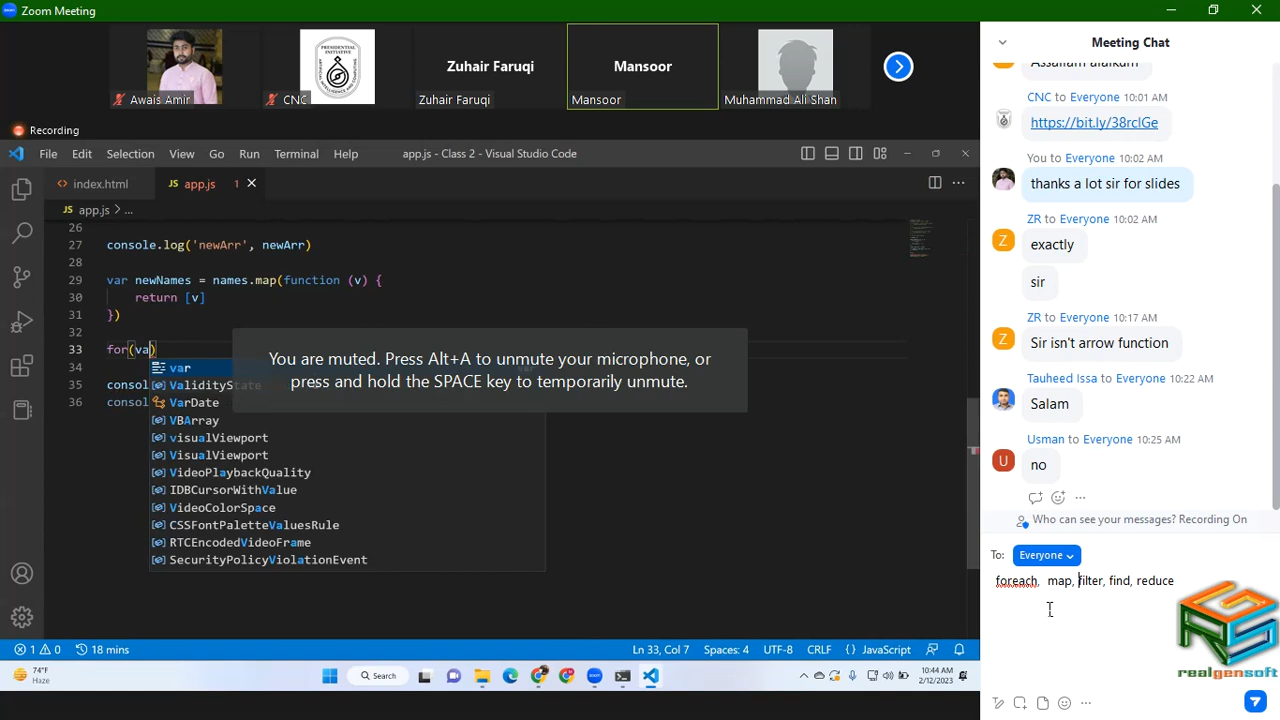 Zoom Meeting
Awais Amir
PRESIDENTIAL
INITIATIVE
CNC
Zuhair Faruqi
Zuhair Faruqi
Mansoor
Mansoor
Muhammad Ali Shan
Recording
File Edit Selection View Go Run Terminal Help
app.js - Class 2 - Visual Studio Code
index.html
app.js 1
app.js > ...
26
27 console.log('newArr', newArr)
28
29 var newNames = names.map(function (v) {
30 return [v]
31 })
32
33 for(va)
34
35 consol
36 consol
var
ValidityState
VarDate
VBArray
visualViewport
VisualViewport
VideoPlaybackQuality
IDBCursorWithValue
VideoColorSpace
CSSFontPaletteValuesRule
RTCEncodedVideoFrame
SecurityPolicyViolationEvent
You are muted. Press Alt+A to unmute your microphone, or
press and hold the SPACE key to temporarily unmute.
1 0 18 mins
Ln 33, Col 7 Spaces: 4 UTF-8 CRLF {} JavaScript
74°F
Haze
Search
10:44 AM
2/12/2023
Meeting Chat
Assallam alaikum
CNC to Everyone 10:01 AM
https://bit.ly/38rclGe
You to Everyone 10:02 AM
thanks a lot sir for slides
ZR to Everyone 10:02 AM
Z
exactly
sir
ZR to Everyone 10:17 AM
Z
Sir isn't arrow function
Tauheed Issa to Everyone 10:22 AM
Salam
Usman to Everyone 10:25 AM
U
no
Who can see your messages? Recording On
To: Everyone
foreach, map, filter, find, reduce
GRS
realgensoft